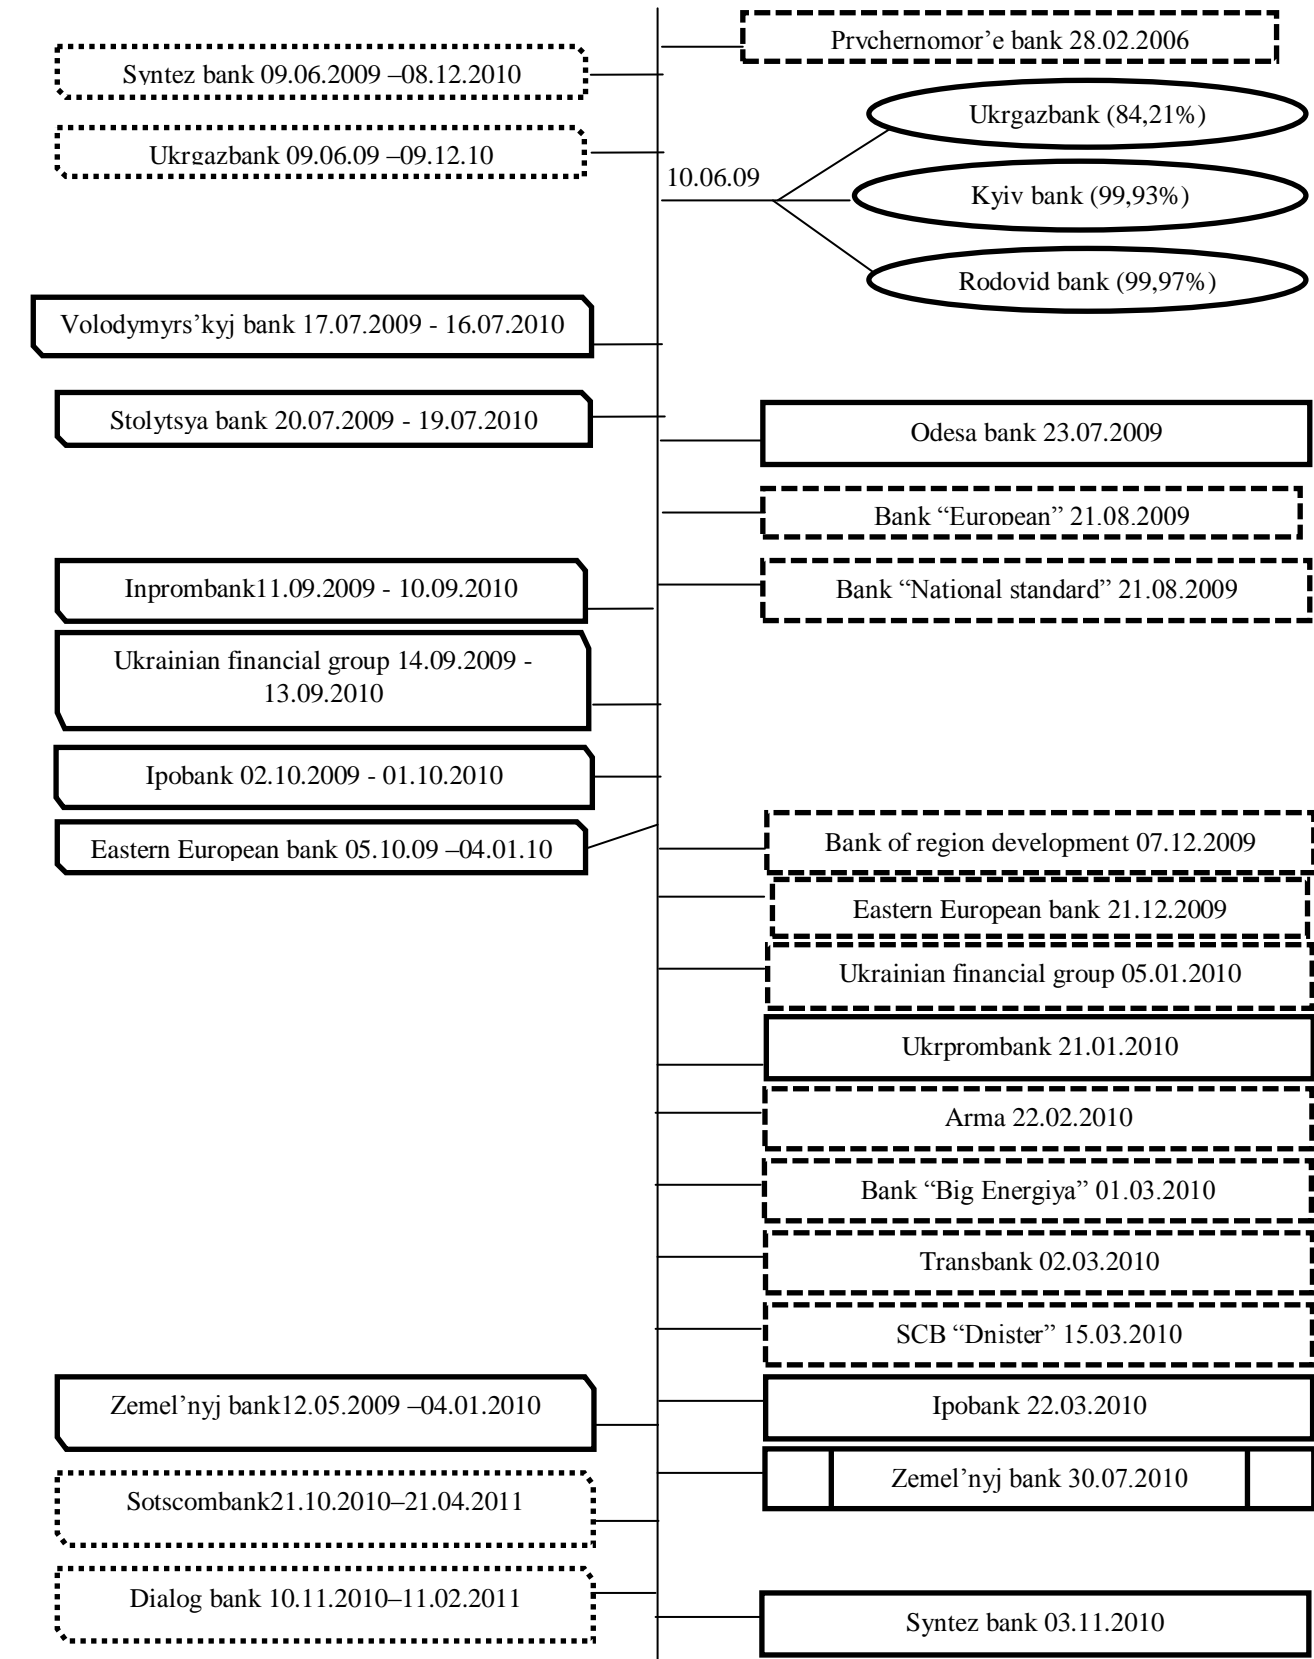 Prychernomor’e bank 28.02.2006
Syntez bank 09.06.2009 –08.12.2010
Ukrgazbank (84,21%)
Ukrgazbank 09.06.09 –09.12.10
10.06.09
Kyiv bank (99,93%)
Rodovid bank (99,97%)
Volodymyrs’kyj bank 17.07.2009 - 16.07.2010
Stolytsya bank 20.07.2009 - 19.07.2010
Odesa bank 23.07.2009
Bank “European” 21.08.2009
Inprombank11.09.2009 - 10.09.2010
Bank “National standard” 21.08.2009
Ukrainian financial group 14.09.2009 -
13.09.2010
Ipobank 02.10.2009 - 01.10.2010
Bank of region development 07.12.2009
Eastern European bank 05.10.09 –04.01.10
Eastern European bank 21.12.2009
Ukrainian financial group 05.01.2010
Ukrprombank 21.01.2010
Arma 22.02.2010
Bank “Big Energiya” 01.03.2010
Transbank 02.03.2010
SCB “Dnister” 15.03.2010
Zemel’nyj bank12.05.2009 –04.01.2010
Ipobank 22.03.2010
Zemel’nyj bank 30.07.2010
Sotscombank21.10.2010–21.04.2011
Dialog bank 10.11.2010–11.02.2011
Syntez bank 03.11.2010